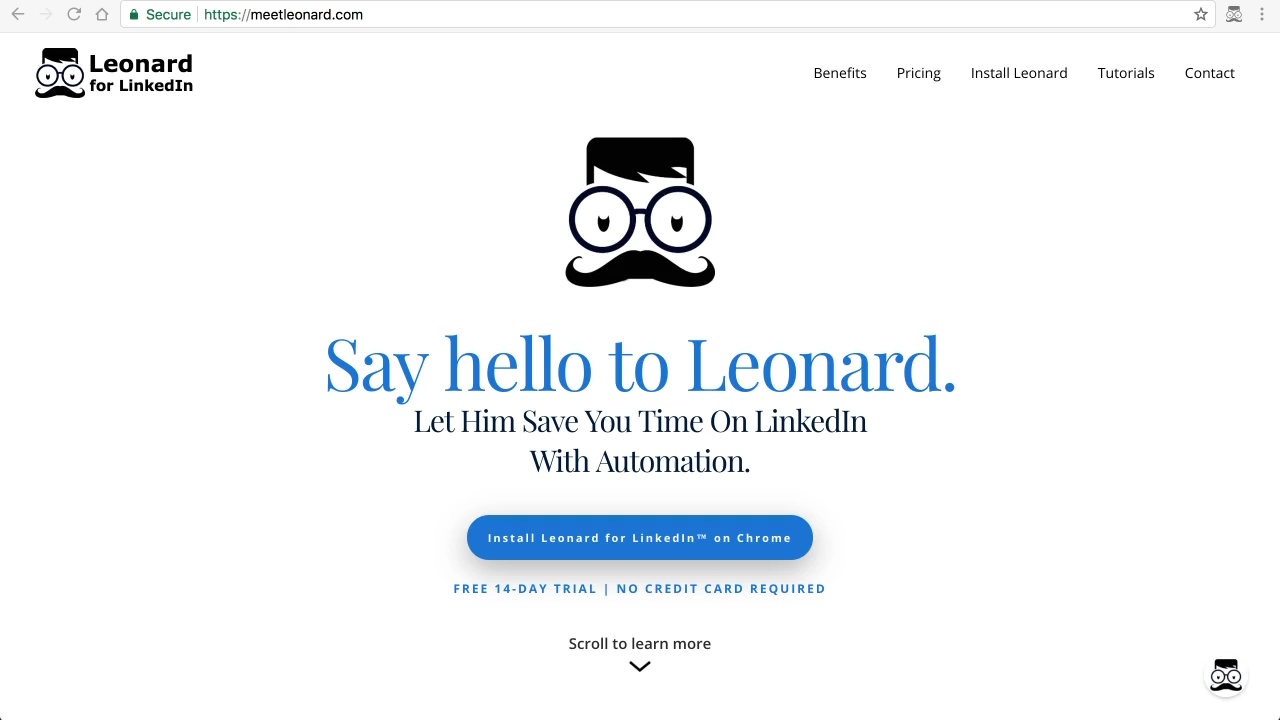 Secure https://meetleonard.com
Leonard
for LinkedIn
Benefits Pricing Install Leonard Tutorials Contact
Say hello to Leonard.
Let Him Save You Time On LinkedIn
With Automation.
Install Leonard for LinkedIn™ on Chrome
FREE 14-DAY TRIAL | NO CREDIT CARD REQUIRED
Scroll to learn more